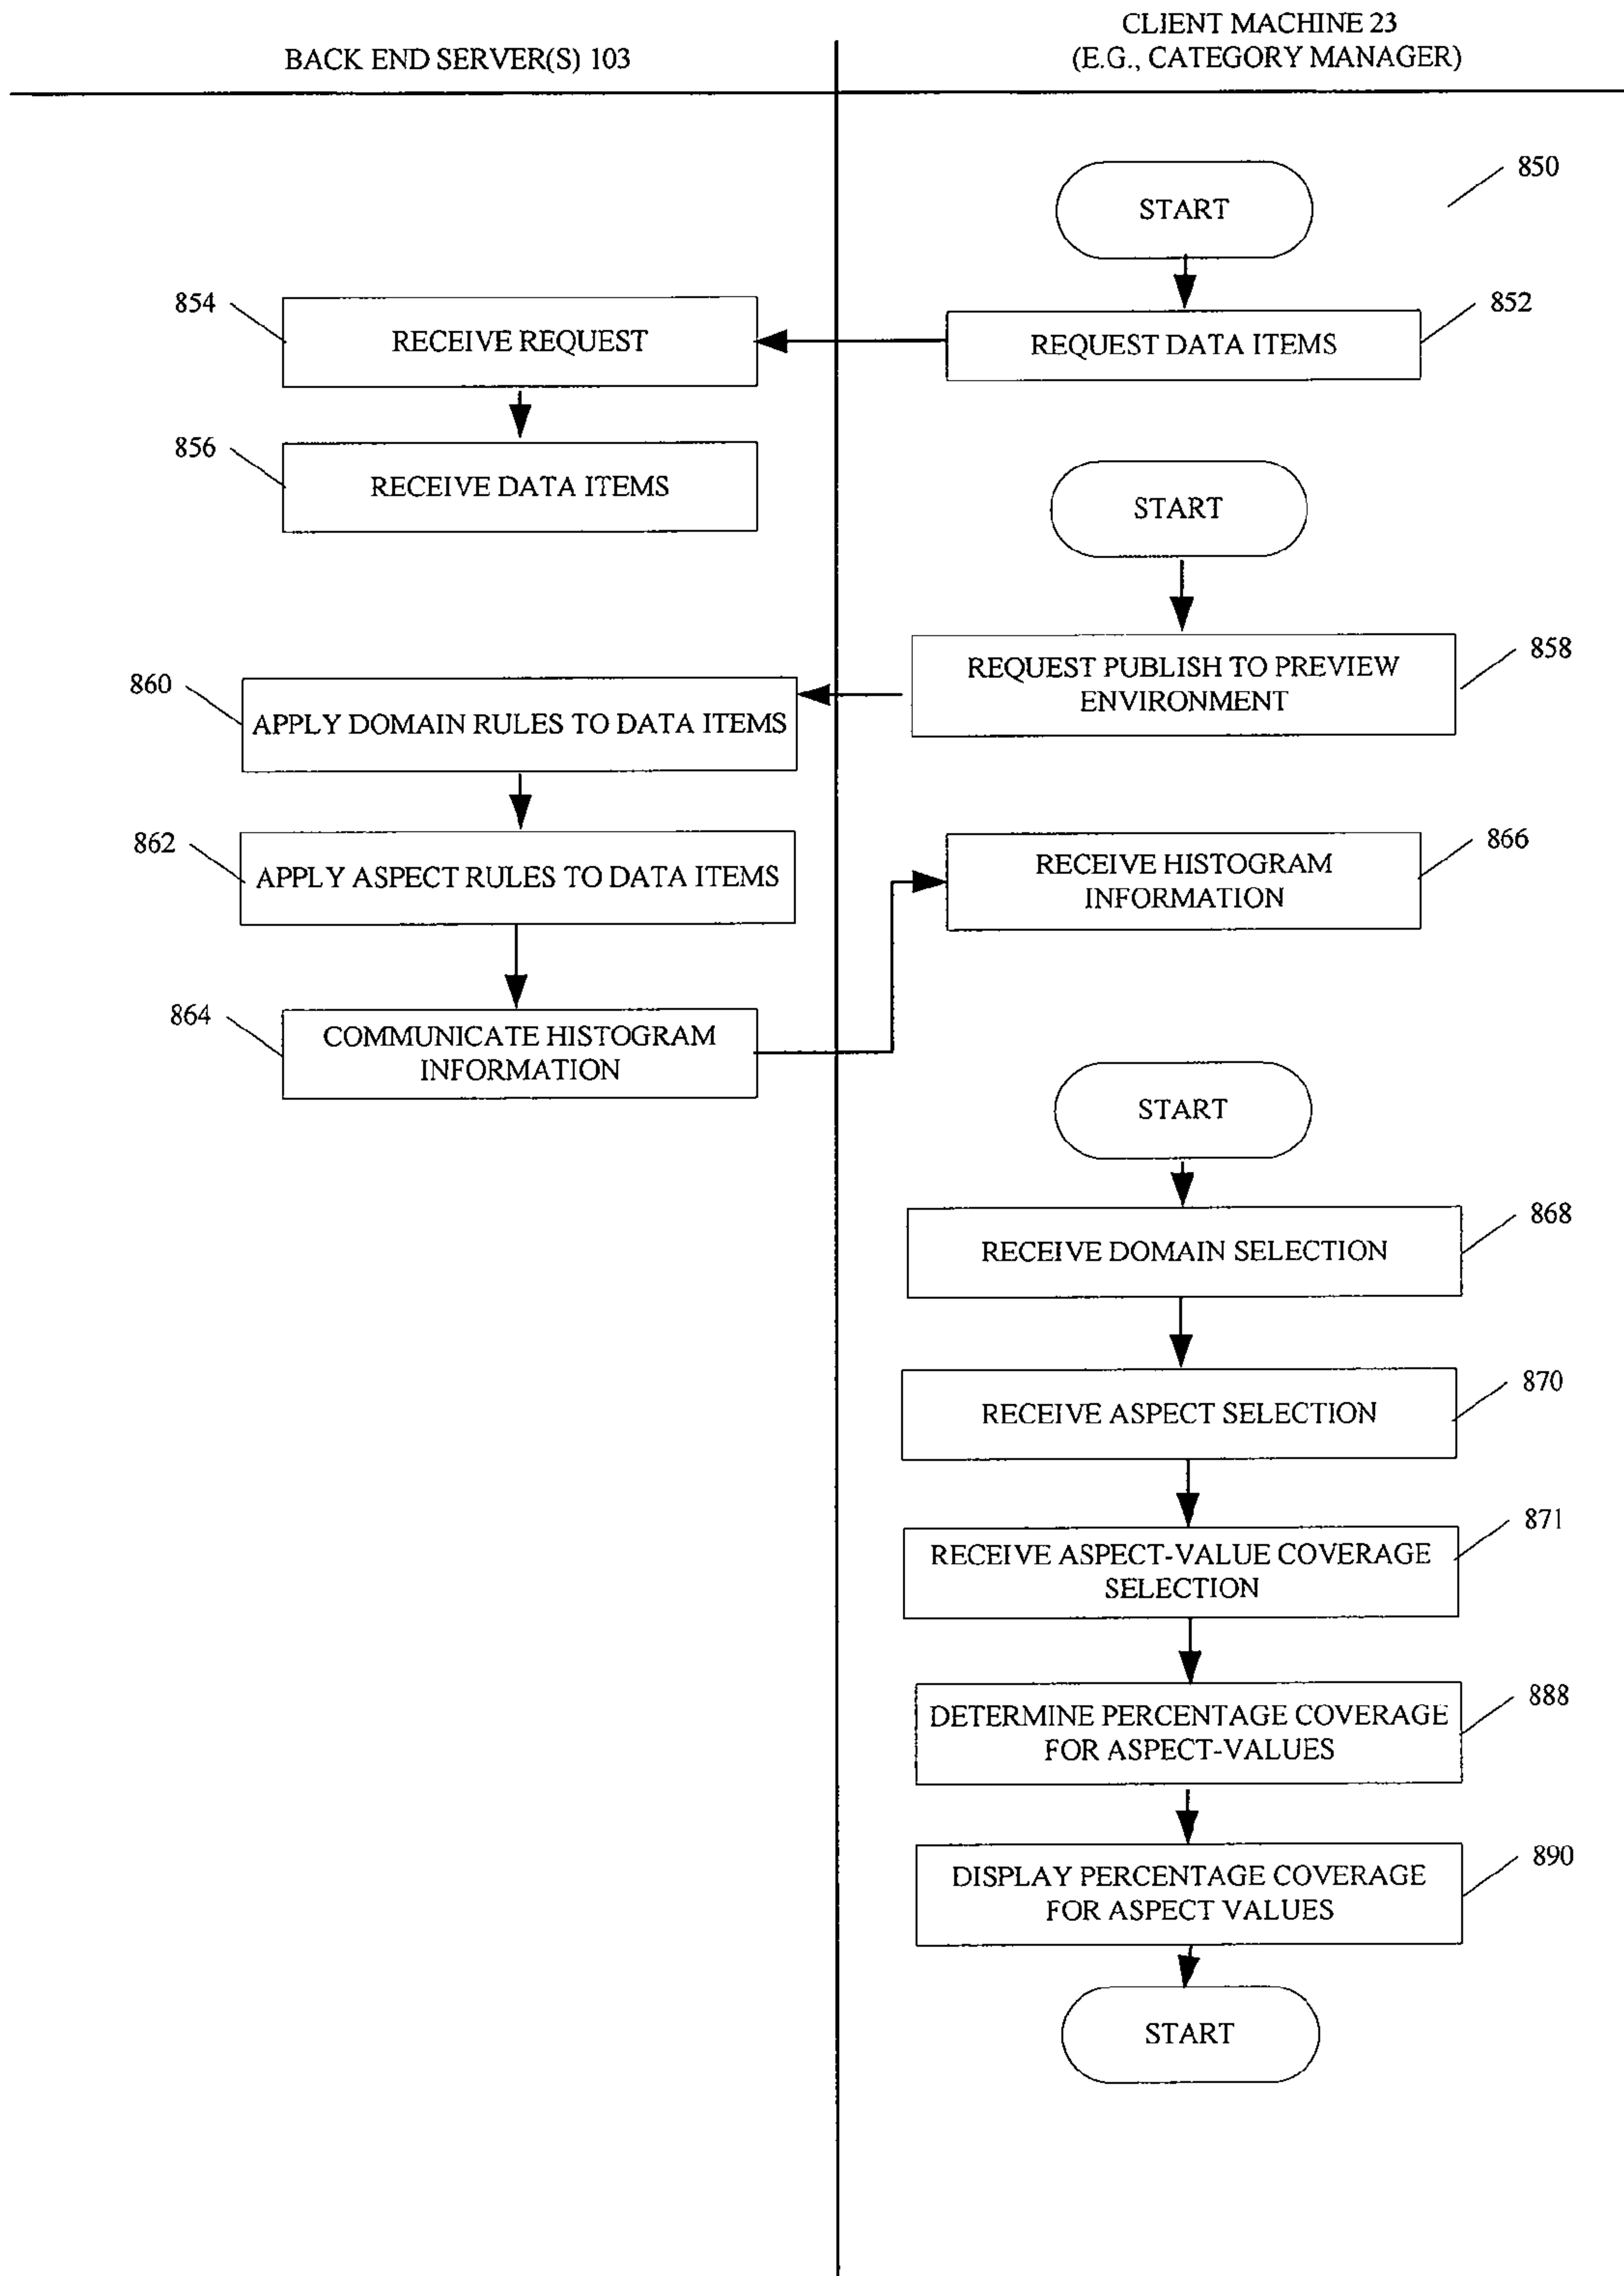 BACK END SERVER(S) 103
CLIENT MACHINE 23
(E.G., CATEGORY MANAGER)
850
START
854
RECEIVE REQUEST
852
REQUEST DATA ITEMS
856
RECEIVE DATA ITEMS
START
858
REQUEST PUBLISH TO PREVIEW
ENVIRONMENT
860
APPLY DOMAIN RULES TO DATA ITEMS
862
APPLY ASPECT RULES TO DATA ITEMS
866
RECEIVE HISTOGRAM
INFORMATION
864
COMMUNICATE HISTOGRAM
INFORMATION
START
868
RECEIVE DOMAIN SELECTION
870
RECEIVE ASPECT SELECTION
871
RECEIVE ASPECT-VALUE COVERAGE
SELECTION
888
DETERMINE PERCENTAGE COVERAGE
FOR ASPECT-VALUES
890
DISPLAY PERCENTAGE COVERAGE
FOR ASPECT VALUES
START